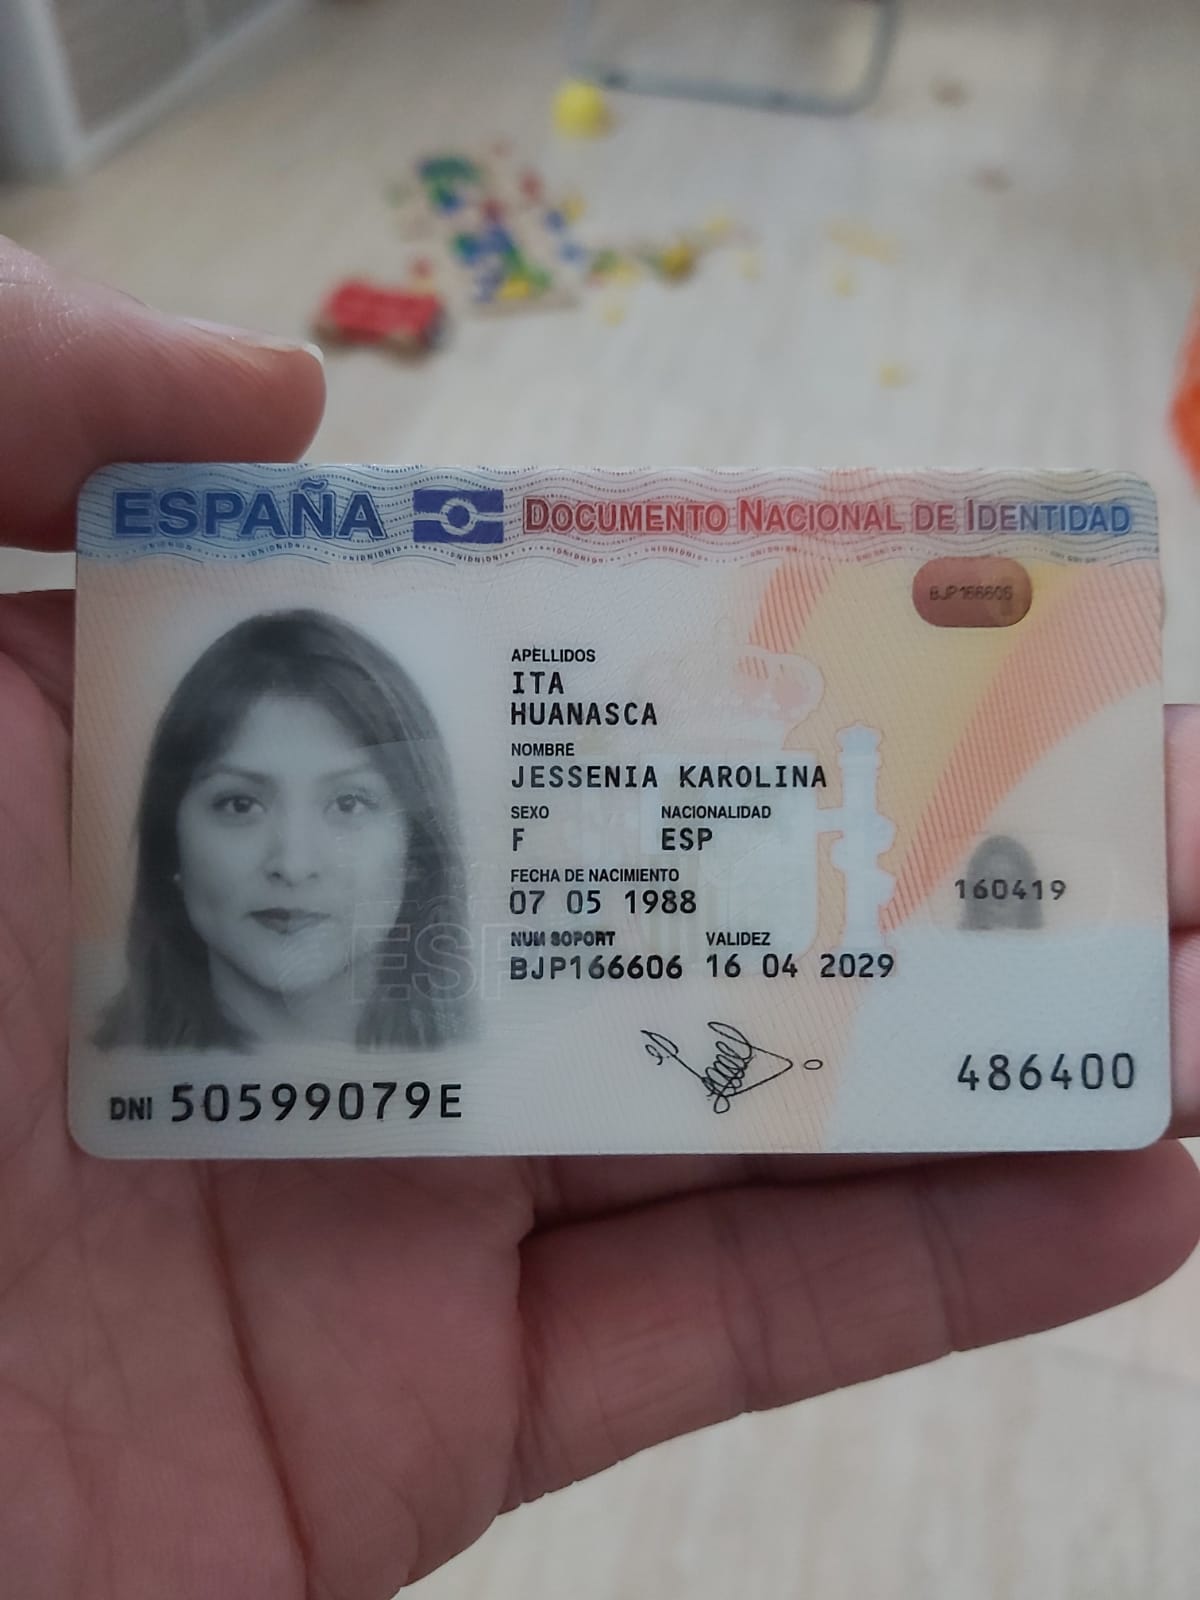 ESPAÑA DOCUMENTO NACIONAL DE IDENTIDAD
BJP166606
APELLIDOS
ITA
HUANASCA
NOMBRE
JESSENIA KAROLINA
SEXO NACIONALIDAD
F ESP
FECHA DE NACIMIENTO
07 05 1988
160419
NUM SOPORT VALIDEZ
BJP166606 16 04 2029
ESP
DNI 50599079E
486400